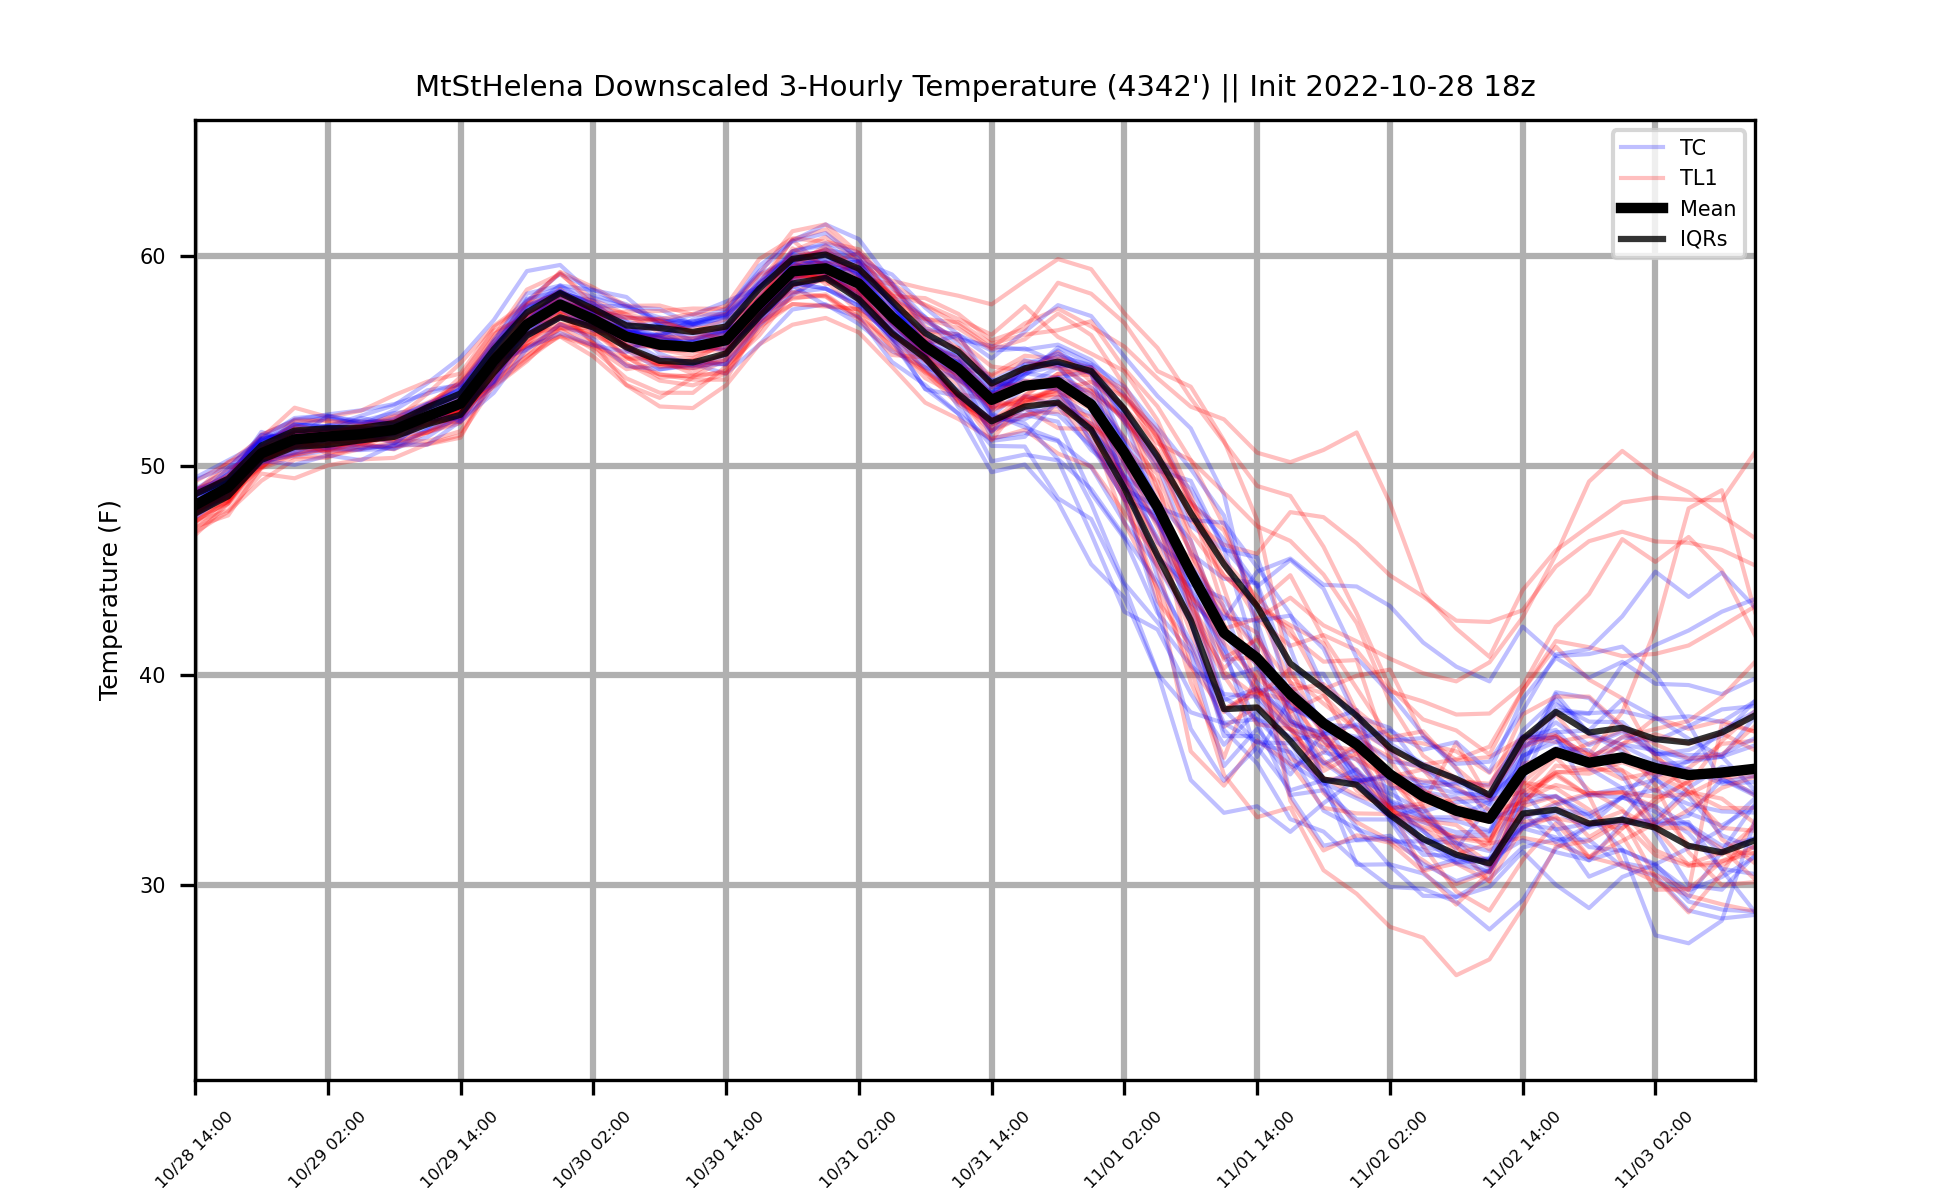 MtStHelena Downscaled 3-Hourly Temperature (4342') || Init 2022-10-28 18z
TC
TL1
Mean
IQRs
Temperature (F)
60
50
40
30
10/28 14:00
10/29 02:00
10/29 14:00
10/30 02:00
10/30 14:00
10/31 02:00
10/31 14:00
11/01 02:00
11/01 14:00
11/02 02:00
11/02 14:00
11/03 02:00